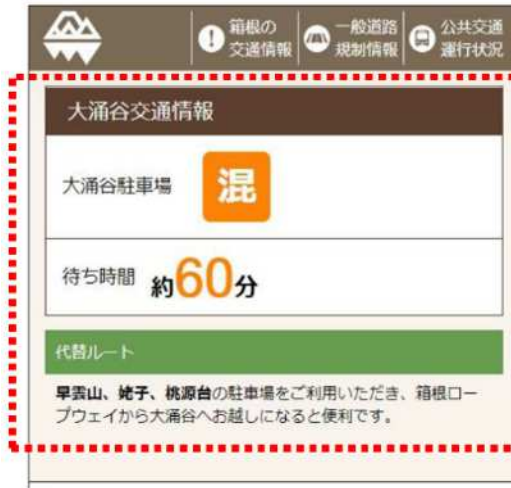 箱根の
交通情報
一般道路
規制情報
公共交通
運行状況
大涌谷交通情報
大涌谷駐車場
混
待ち時間 約60分
代替ルート
早雲山、姥子、桃源台の駐車場をご利用いただき、箱根ロー
プウェイから大涌谷へお越しになると便利です。